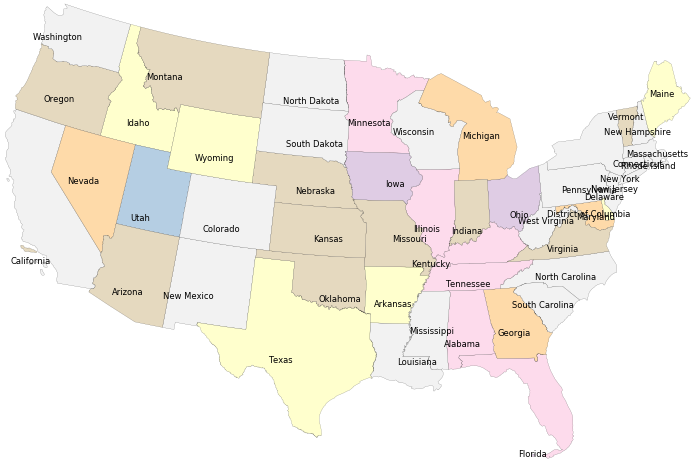 Washington
Montana
Maine
Oregon
Idaho
North Dakota
Minnesota
Wisconsin
Michigan
Vermont
New Hampshire
South Dakota
Massachusetts
Connecticut
Rhode Island
Wyoming
Nevada
Nebraska
Iowa
New York
Pennsylvania
New Jersey
Delaware
Utah
Ohio
District of Columbia
Maryland
West Virginia
Colorado
Kansas
Missouri
Illinois
Indiana
Virginia
California
Kentucky
Arizona
New Mexico
Oklahoma
Arkansas
Tennessee
North Carolina
South Carolina
Mississippi
Alabama
Georgia
Texas
Louisiana
Florida